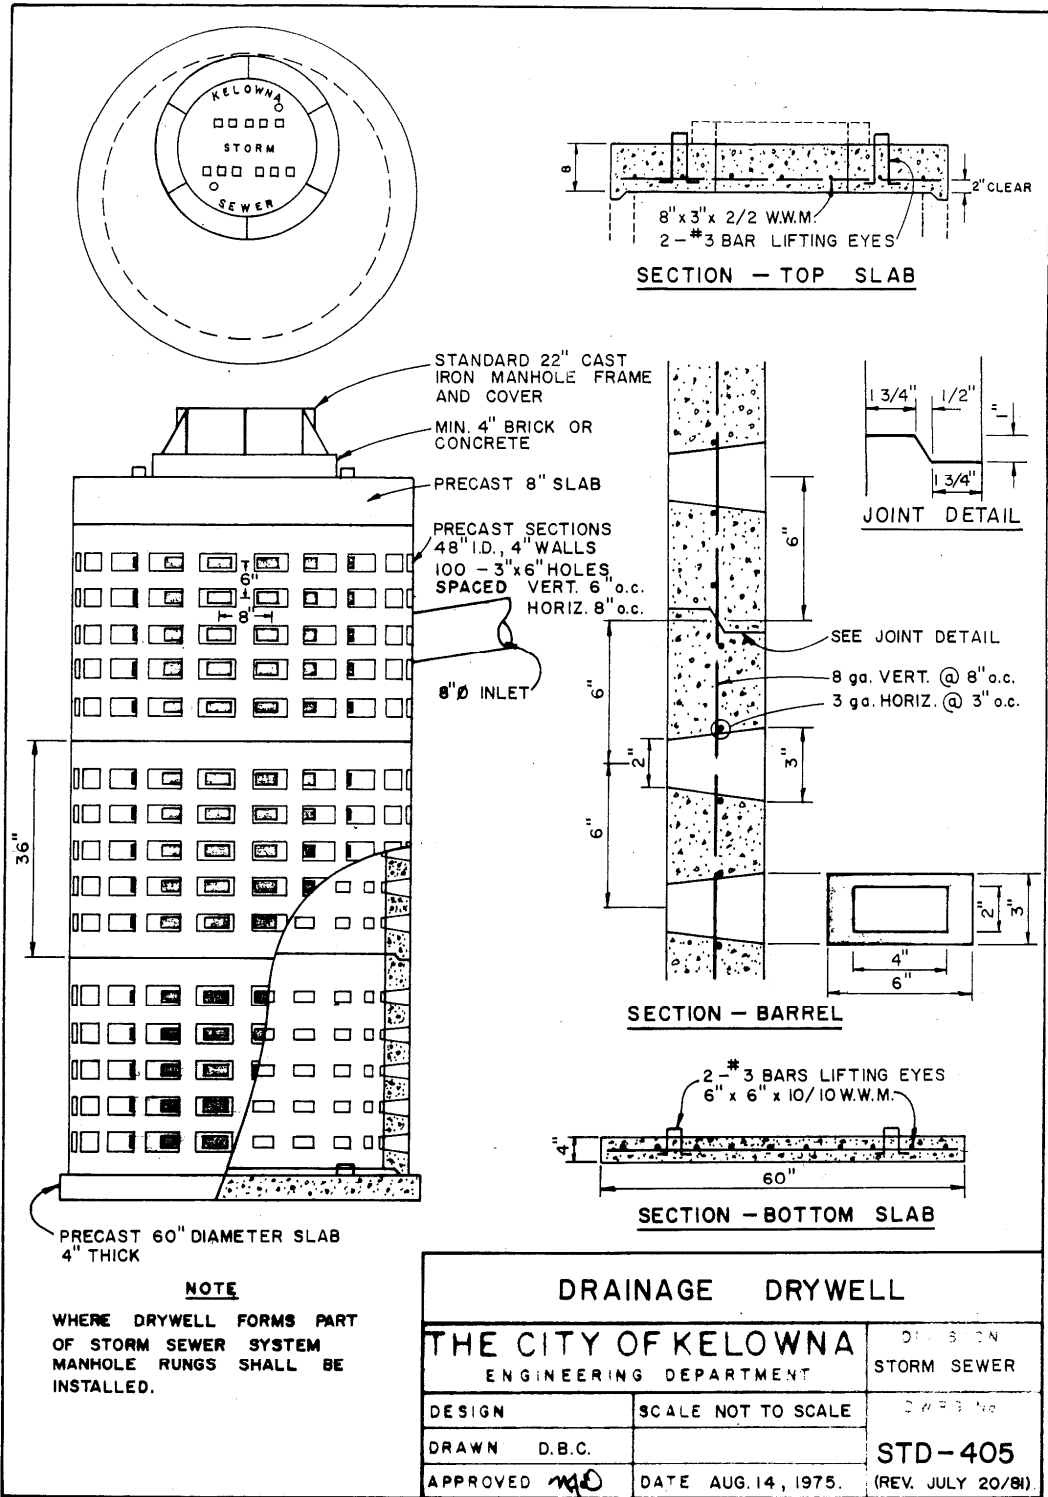 KELOWNA
STORM
SEWER
8
2" CLEAR
8" x 3" x 2/2 W.W.M.
2 - #3 BAR LIFTING EYES
SECTION - TOP SLAB
STANDARD 22" CAST
IRON MANHOLE FRAME
AND COVER
MIN. 4" BRICK OR
CONCRETE
PRECAST 8" SLAB
PRECAST SECTIONS
48" I.D., 4" WALLS
100 - 3"x6" HOLES
SPACED VERT. 6" o.c.
HORIZ. 8" o.c.
6"
8"
8"Ø INLET
36"
1 3/4"
1/2"
1"
1 3/4"
JOINT DETAIL
6"
SEE JOINT DETAIL
8 ga. VERT. @ 8" o.c.
3 ga. HORIZ. @ 3" o.c.
6"
2"
3"
6"
2"
3"
4"
6"
SECTION - BARREL
2 - #3 BARS LIFTING EYES
6" x 6" x 10/10 W.W.M.
4"
60"
SECTION - BOTTOM SLAB
PRECAST 60" DIAMETER SLAB
4" THICK
NOTE
WHERE DRYWELL FORMS PART
OF STORM SEWER SYSTEM
MANHOLE RUNGS SHALL BE
INSTALLED.
DRAINAGE DRYWELL
THE CITY OF KELOWNA
ENGINEERING DEPARTMENT
STORM SEWER
DESIGN
SCALE NOT TO SCALE
DRAWN D.B.C.
STD-405
APPROVED
DATE AUG. 14, 1975.
(REV. JULY 20/81)